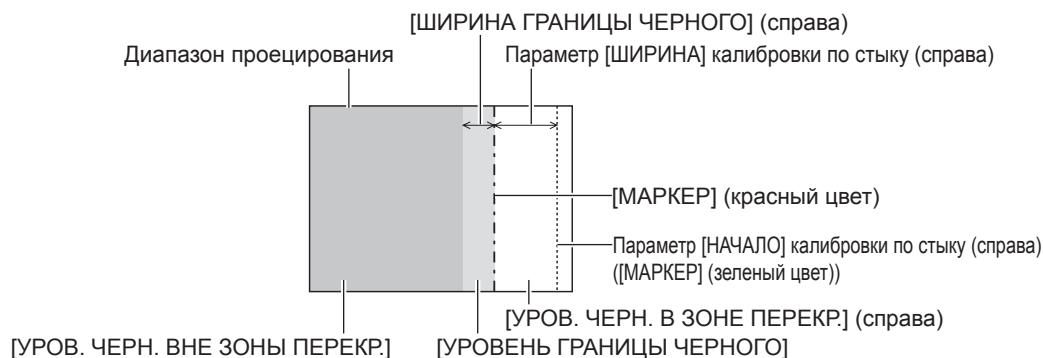 [ШИРИНА ГРАНИЦЫ ЧЕРНОГО] (справа)
Диапазон проецирования
Параметр [ШИРИНА] калибровки по стыку (справа)
[МАРКЕР] (красный цвет)
Параметр [НАЧАЛО] калибровки по стыку (справа)
([МАРКЕР] (зеленый цвет))
[УРОВ. ЧЕРН. В ЗОНЕ ПЕРЕКР.] (справа)
[УРОВ. ЧЕРН. ВНЕ ЗОНЫ ПЕРЕКР.]
[УРОВЕНЬ ГРАНИЦЫ ЧЕРНОГО]